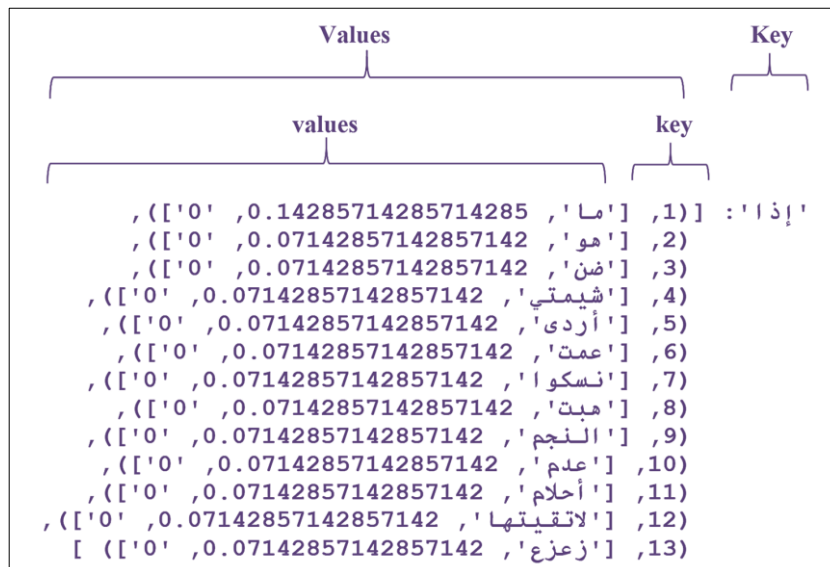 Values Key
values key
'إذا': [(1, ['ما', 0.14285714285714285, '0']),
(2, ['هو', 0.07142857142857142, '0']),
(3, ['ضن', 0.07142857142857142, '0']),
(4, ['شيمتي', 0.07142857142857142, '0']),
(5, ['أردى', 0.07142857142857142, '0']),
(6, ['عمت', 0.07142857142857142, '0']),
(7, ['نسكوا', 0.07142857142857142, '0']),
(8, ['هبت', 0.07142857142857142, '0']),
(9, ['النجم', 0.07142857142857142, '0']),
(10, ['عدم', 0.07142857142857142, '0']),
(11, ['أحلام', 0.07142857142857142, '0']),
(12, ['لاتقيتها', 0.07142857142857142, '0']),
(13, ['زعزع', 0.07142857142857142, '0']) ]